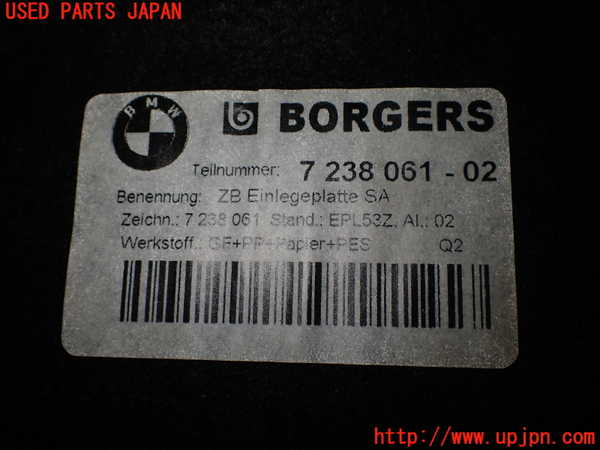 USED PARTS JAPAN
BMW
b BORGERS
Teilnummer: 7 238 061 - 02
Benennung: ZB Einlegeplatte SA
Zeichn.: 7 238 061 Stand.: EPL53Z, AI.: 02
Werkstoff.: GF+PP+Papier+PES Q2
http://www.upjpn.com/